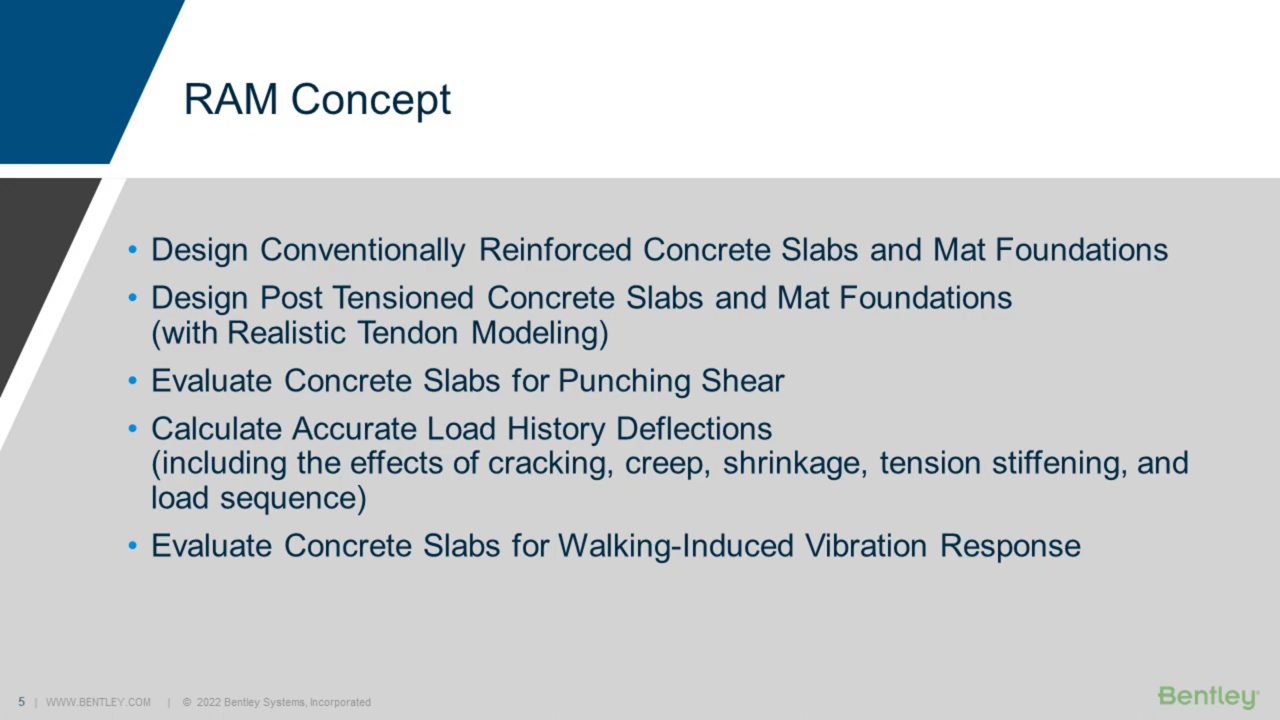 RAM Concept
• Design Conventionally Reinforced Concrete Slabs and Mat Foundations
• Design Post Tensioned Concrete Slabs and Mat Foundations
(with Realistic Tendon Modeling)
• Evaluate Concrete Slabs for Punching Shear
• Calculate Accurate Load History Deflections
(including the effects of cracking, creep, shrinkage, tension stiffening, and
load sequence)
• Evaluate Concrete Slabs for Walking-Induced Vibration Response
5 | WWW.BENTLEY.COM | © 2022 Bentley Systems, Incorporated
Bentley